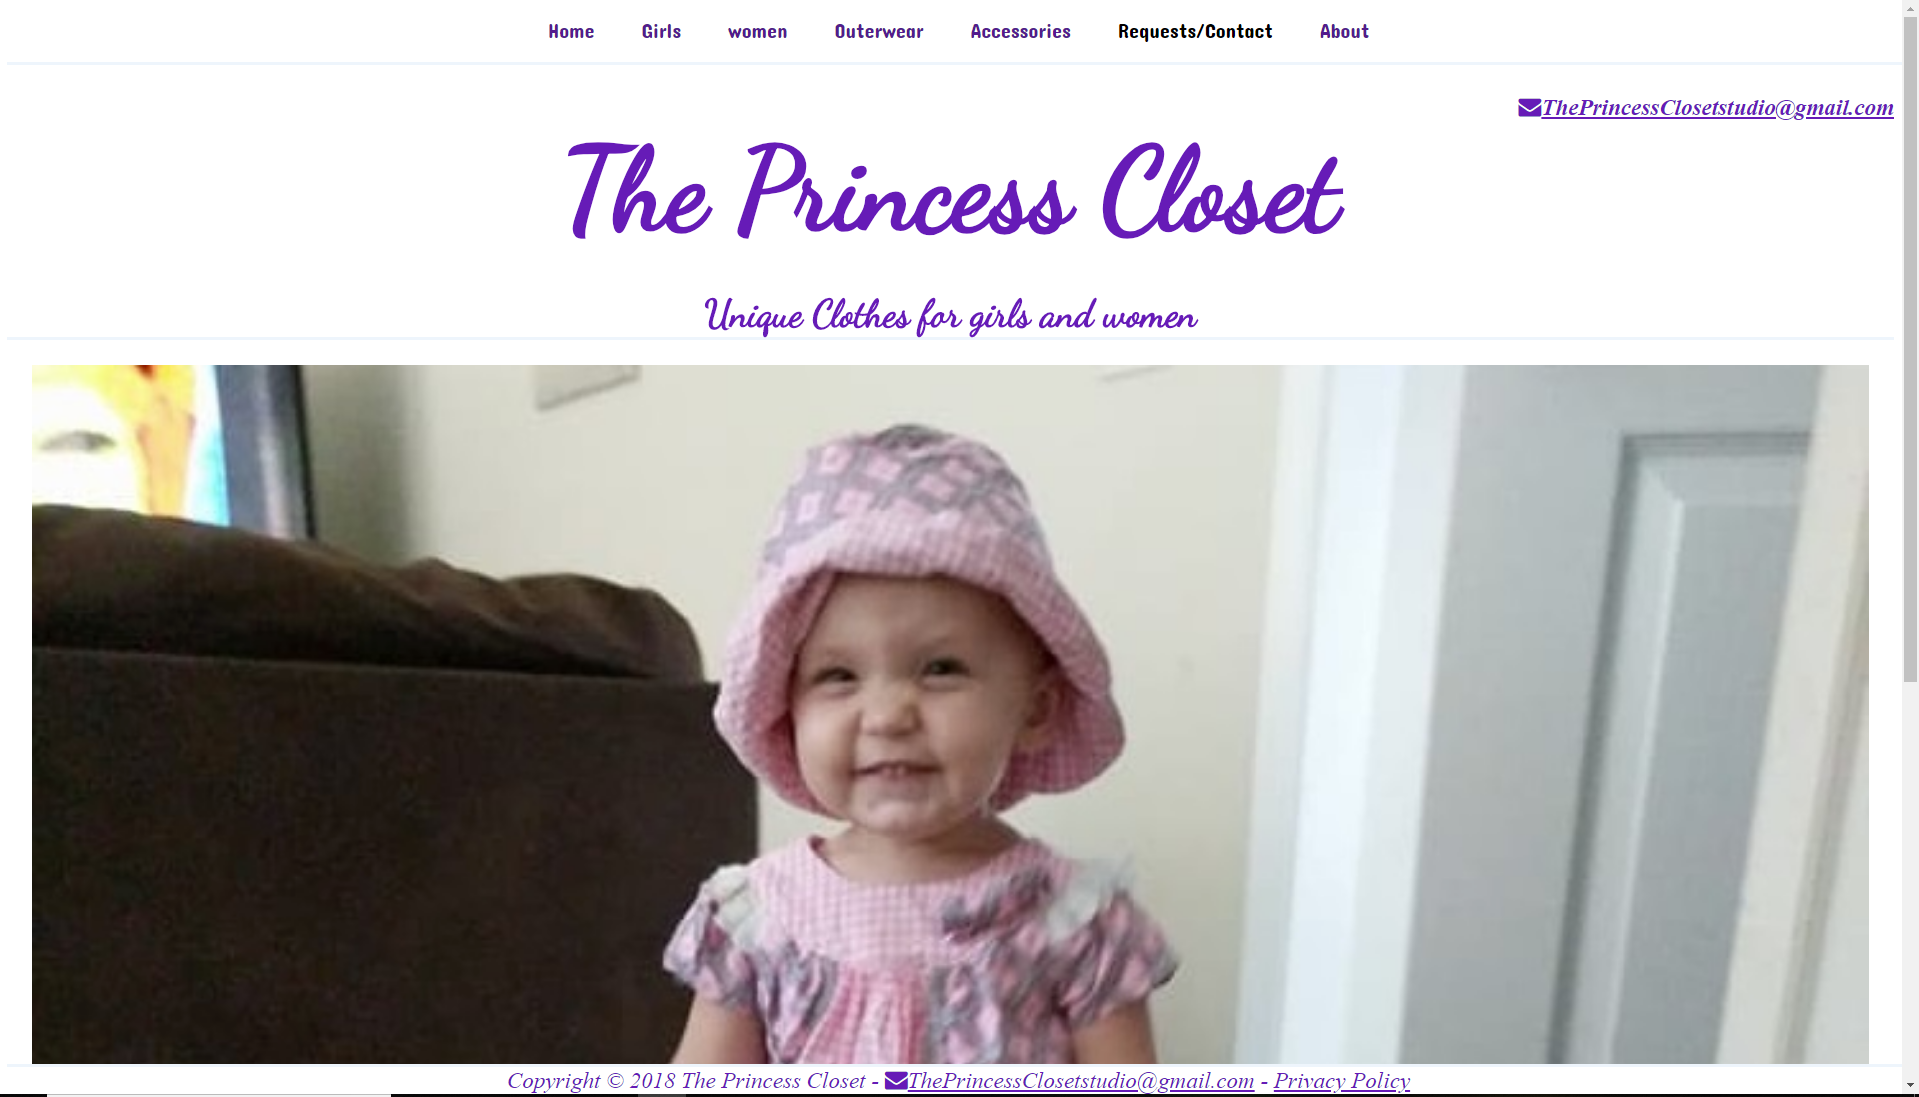 Home Girls women Outerwear Accessories Requests/Contact About
ThePrincessClosetstudio@gmail.com
The Princess Closet
Unique Clothes for girls and women
Copyright © 2018 The Princess Closet - ThePrincessClosetstudio@gmail.com - Privacy Policy